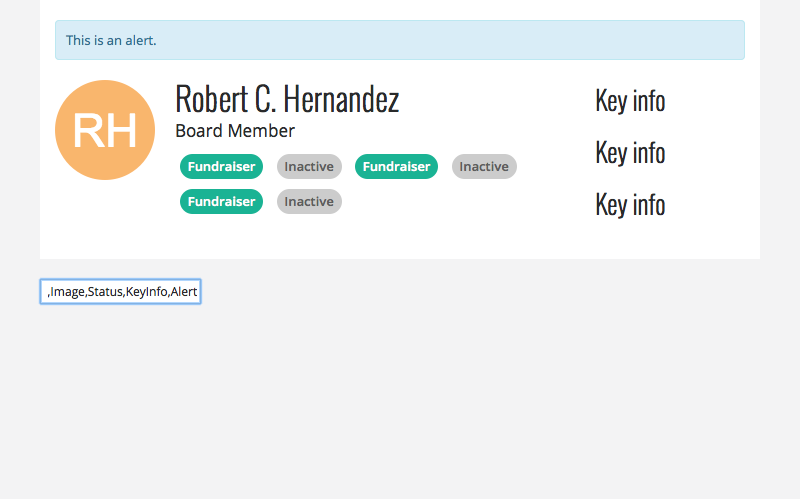 This is an alert.
RH
Robert C. Hernandez
Board Member
Fundraiser Inactive Fundraiser Inactive
Fundraiser Inactive
Key info
Key info
Key info
,Image,Status,KeyInfo,Alert